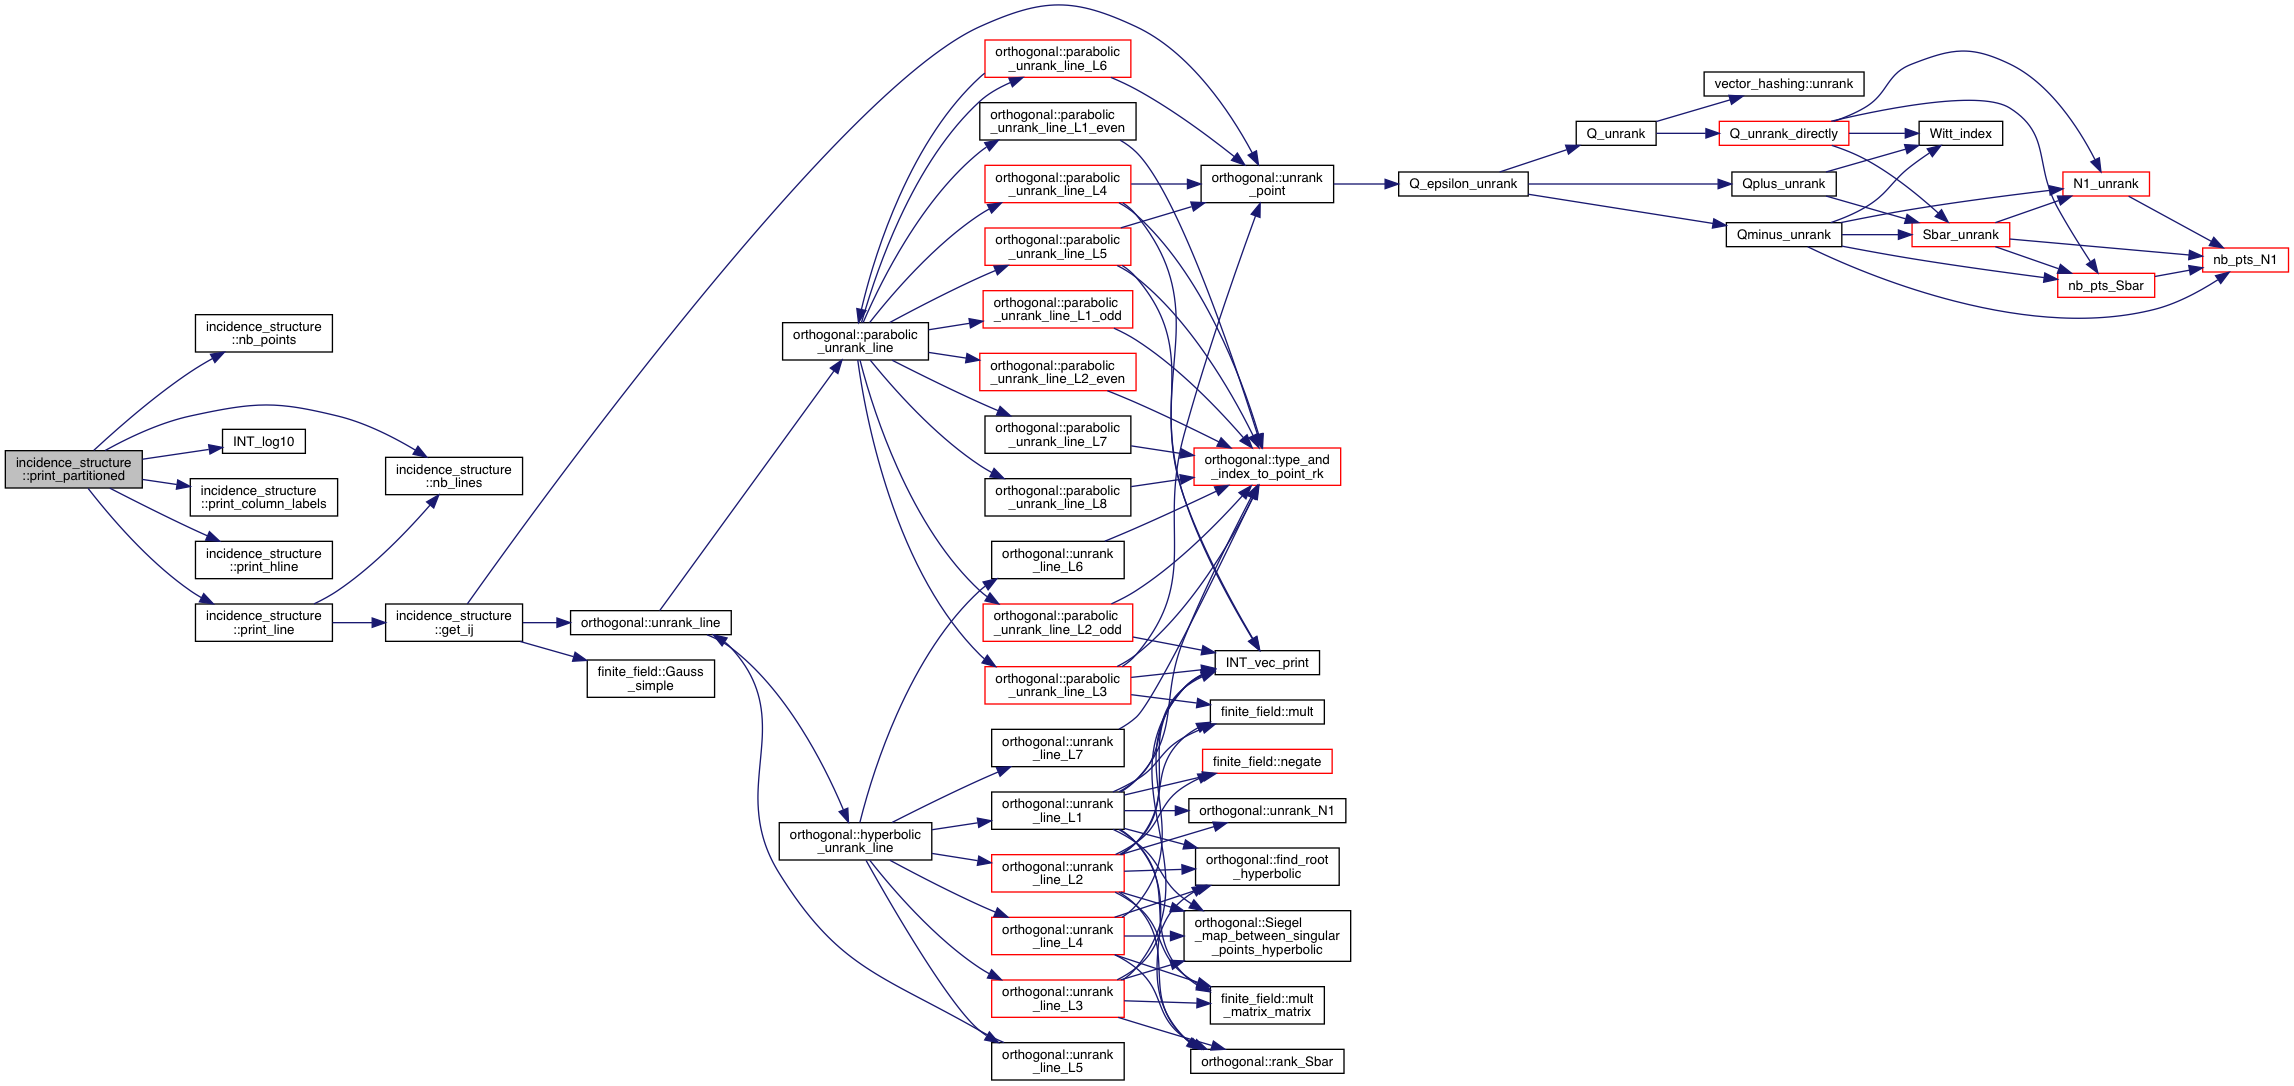 incidence_structure
::print_partitioned
incidence_structure
::nb_points
INT_log10
incidence_structure
::print_column_labels
incidence_structure
::print_hline
incidence_structure
::print_line
incidence_structure
::nb_lines
incidence_structure
::get_ij
orthogonal::unrank_line
finite_field::Gauss
_simple
orthogonal::parabolic
_unrank_line
orthogonal::hyperbolic
_unrank_line
orthogonal::parabolic
_unrank_line_L6
orthogonal::parabolic
_unrank_line_L1_even
orthogonal::parabolic
_unrank_line_L4
orthogonal::parabolic
_unrank_line_L5
orthogonal::parabolic
_unrank_line_L1_odd
orthogonal::parabolic
_unrank_line_L2_even
orthogonal::parabolic
_unrank_line_L7
orthogonal::parabolic
_unrank_line_L8
orthogonal::unrank
_line_L6
orthogonal::parabolic
_unrank_line_L2_odd
orthogonal::parabolic
_unrank_line_L3
orthogonal::unrank
_line_L7
orthogonal::unrank
_line_L1
orthogonal::unrank
_line_L2
orthogonal::unrank
_line_L4
orthogonal::unrank
_line_L3
orthogonal::unrank
_line_L5
orthogonal::unrank
_point
orthogonal::type_and
_index_to_point_rk
INT_vec_print
finite_field::mult
finite_field::negate
orthogonal::unrank_N1
orthogonal::find_root
_hyperbolic
orthogonal::Siegel
_map_between_singular
_points_hyperbolic
finite_field::mult
_matrix_matrix
orthogonal::rank_Sbar
Q_epsilon_unrank
Q_unrank
Qplus_unrank
Qminus_unrank
vector_hashing::unrank
Q_unrank_directly
Witt_index
Sbar_unrank
N1_unrank
nb_pts_Sbar
nb_pts_N1